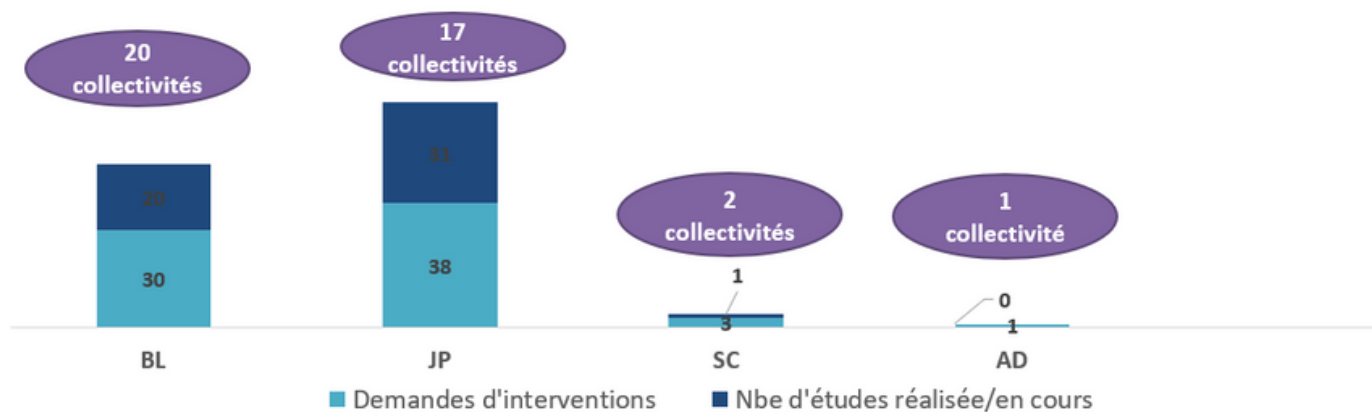 20
collectivités
17
collectivités
2
collectivités
1
collectivité
20
30
31
38
1
3
0
1
BL
JP
SC
AD
Demandes d'interventions
Nbe d'études réalisée/en cours